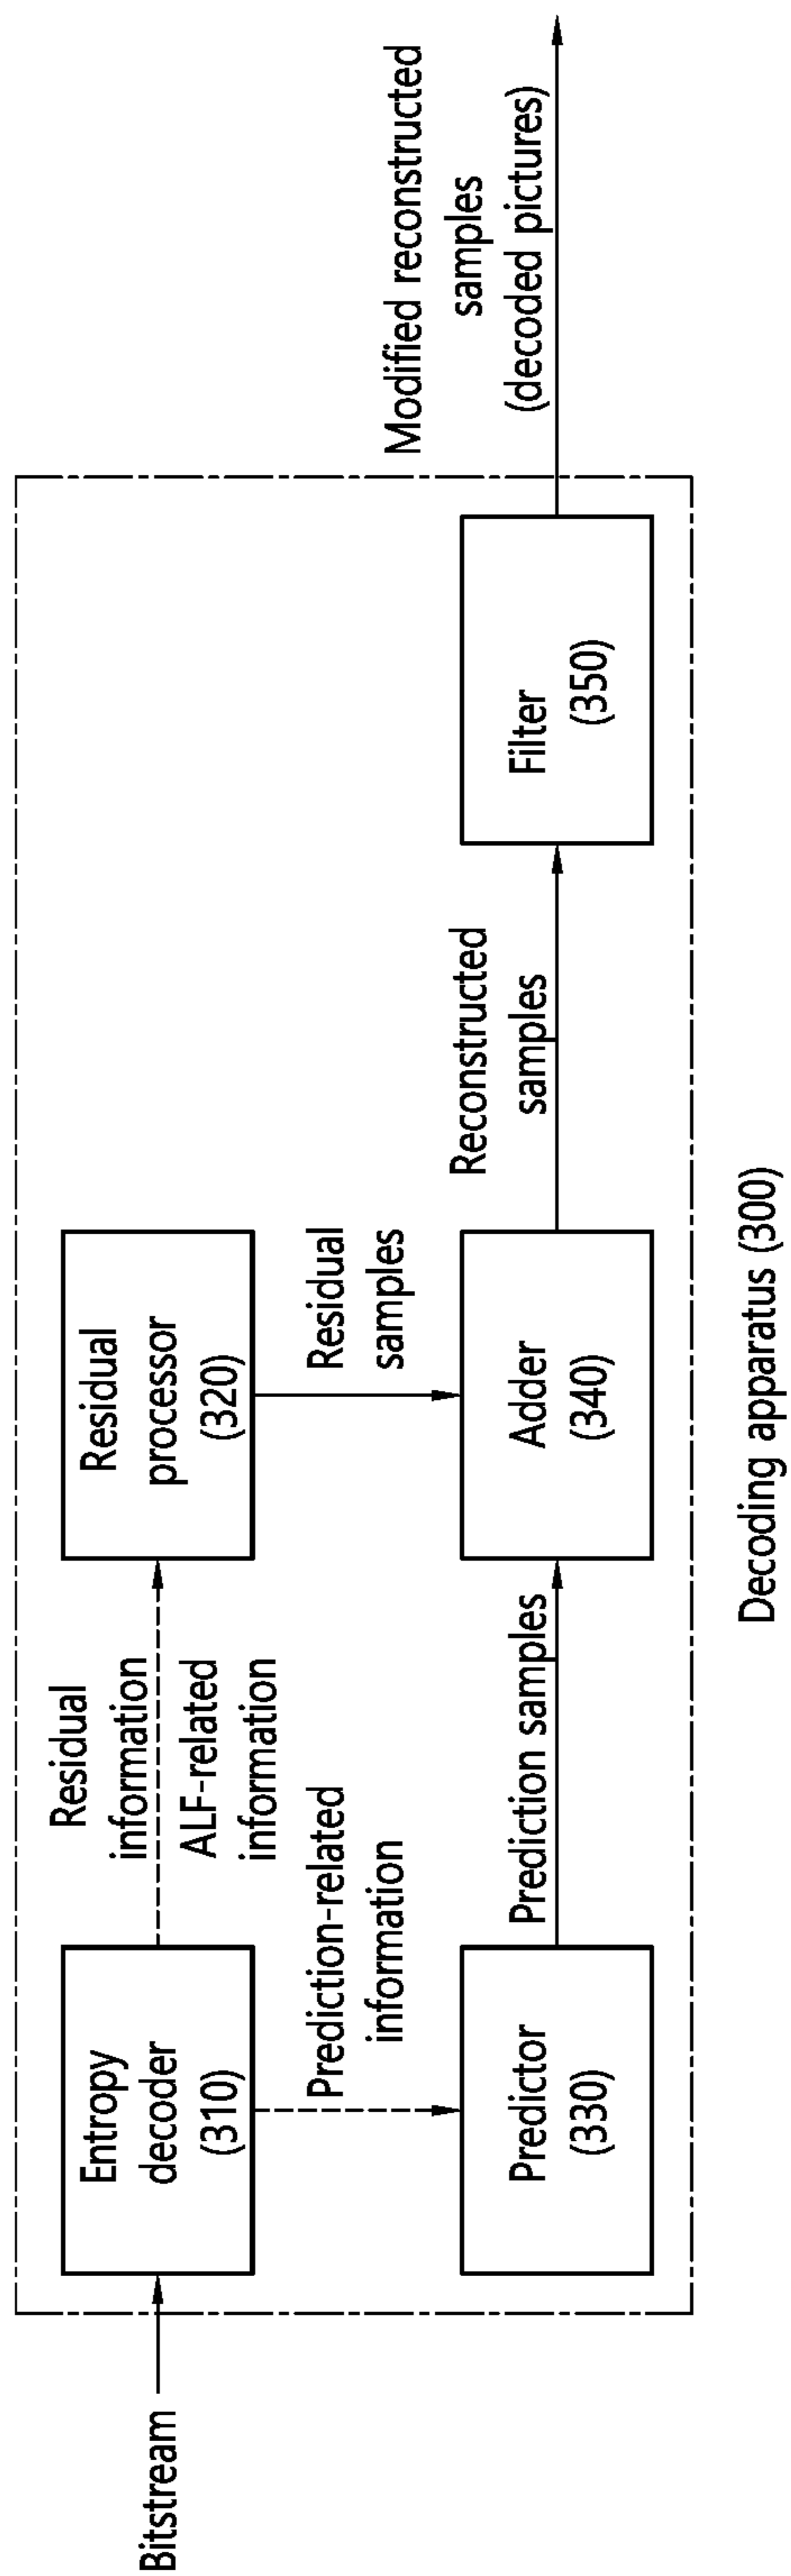 Bitstream
Entropy
decoder
(310)
Residual
information
ALF-related
information
Residual
processor
(320)
Prediction-related
information
Residual
samples
Modified reconstructed
samples
(decoded pictures)
Predictor
(330)
Prediction samples
Adder
(340)
Reconstructed
samples
Filter
(350)
Decoding apparatus (300)